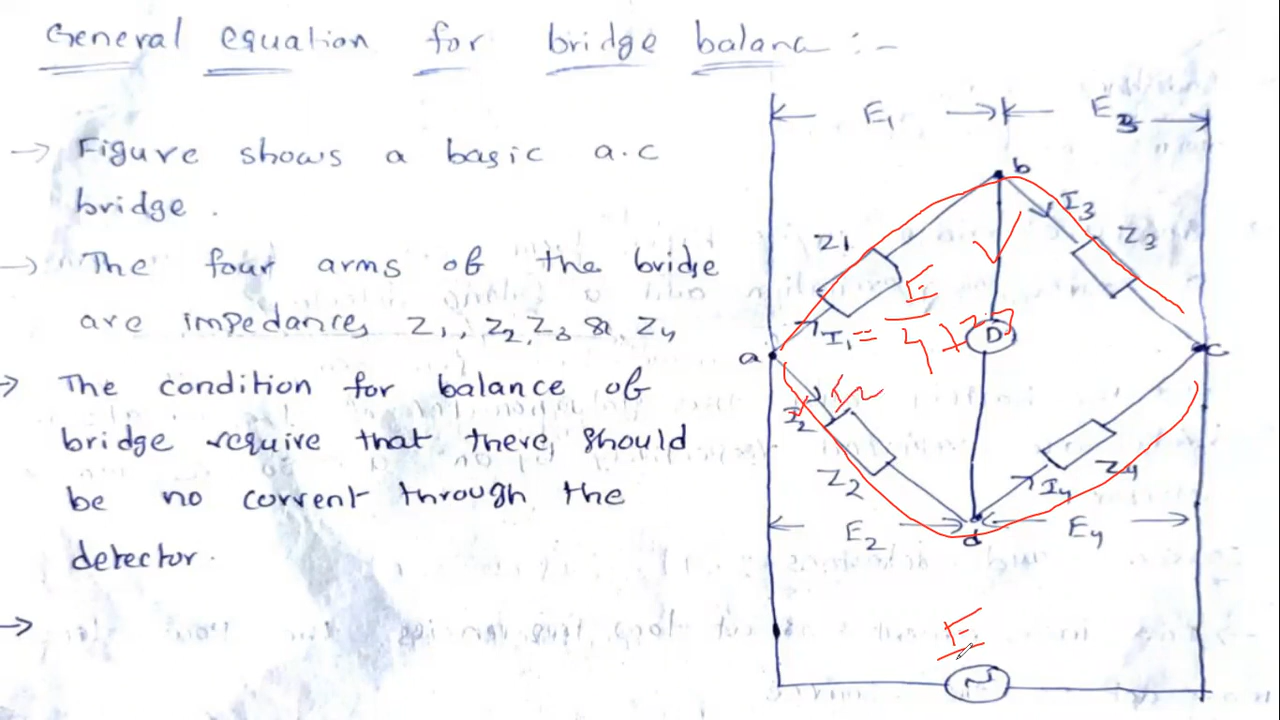 General equation for bridge balanc :-
→ Figure shows a basic a.c
bridge.
→ The four arms of the bridge
are impedances Z1, Z2, Z3 & Z4
→ The condition for balance of
bridge require that there, should
be no current through the
detector.
→
E1
E3
b
I3
Z1
Z3
a
I1 = E
Z1+Z3
D
c
I2
I2
Z2
I4
Z4
E2
d
E4
E